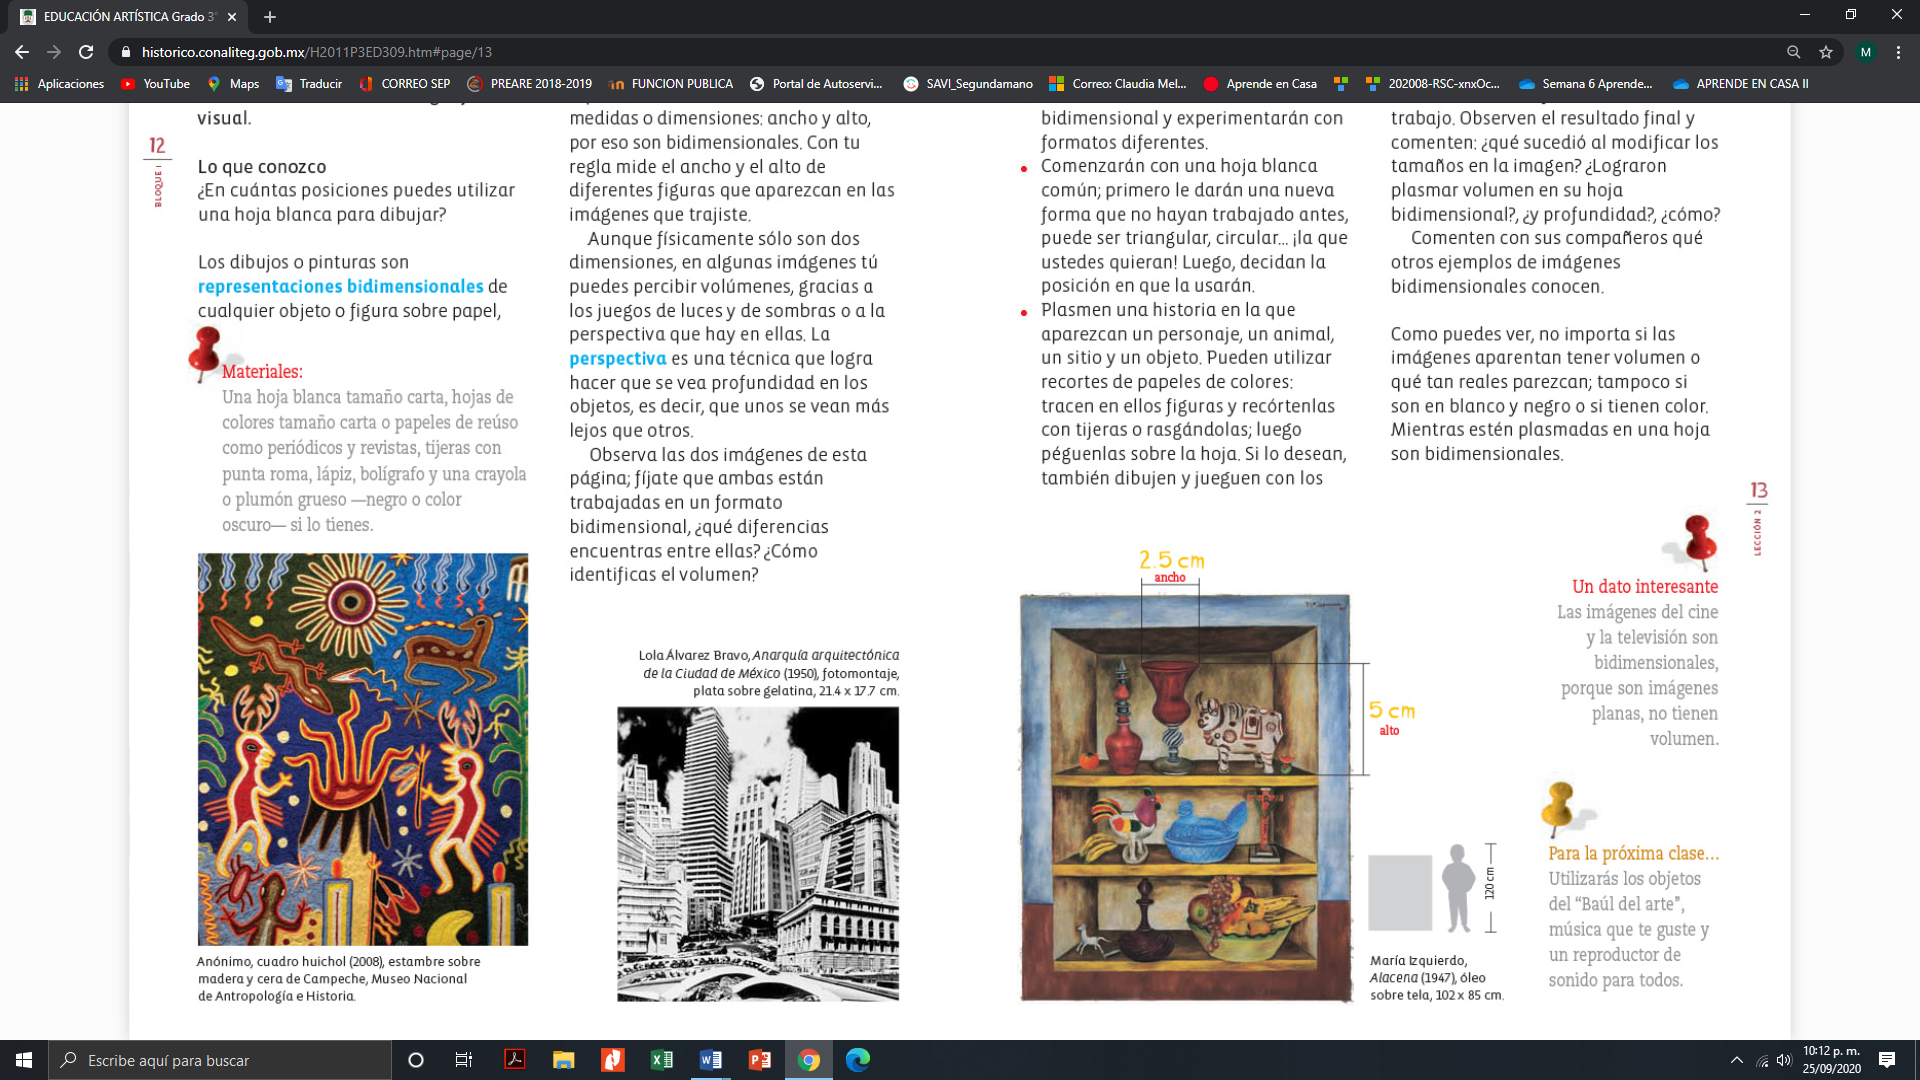 EDUCACIÓN ARTÍSTICA Grado 3°
historico.conaliteg.gob.mx/H2011P3ED309.htm#page/13
M
Aplicaciones
YouTube
Maps
Traducir
CORREO SEP
PREARE 2018-2019
FUNCION PUBLICA
Portal de Autoservi...
SAVI_Segundamano
Correo: Claudia Mel...
Aprende en Casa
202008-RSC-xnxOc...
Semana 6 Aprende...
APRENDE EN CASA II
12
BLOQUE I
visual.
Lo que conozco
¿En cuántas posiciones puedes utilizar
una hoja blanca para dibujar?
Los dibujos o pinturas son
representaciones bidimensionales de
cualquier objeto o figura sobre papel,
Materiales:
Una hoja blanca tamaño carta, hojas de
colores tamaño carta o papeles de reúso
como periódicos y revistas, tijeras con
punta roma, lápiz, bolígrafo y una crayola
o plumón grueso —negro o color
oscuro— si lo tienes.
Anónimo, cuadro huichol (2008), estambre sobre
madera y cera de Campeche, Museo Nacional
de Antropología e Historia.
medidas o dimensiones: ancho y alto,
por eso son bidimensionales. Con tu
regla mide el ancho y el alto de
diferentes figuras que aparezcan en las
imágenes que trajiste.
Aunque físicamente sólo son dos
dimensiones, en algunas imágenes tú
puedes percibir volúmenes, gracias a
los juegos de luces y de sombras o a la
perspectiva que hay en ellas. La
perspectiva es una técnica que logra
hacer que se vea profundidad en los
objetos, es decir, que unos se vean más
lejos que otros.
Observa las dos imágenes de esta
página; fíjate que ambas están
trabajadas en un formato
bidimensional, ¿qué diferencias
encuentras entre ellas? ¿Cómo
identificas el volumen?
Lola Álvarez Bravo, Anarquía arquitectónica
de la Ciudad de México (1950), fotomontaje,
plata sobre gelatina, 21.4 x 17.7 cm.
bidimensional y experimentarán con
formatos diferentes.
• Comenzarán con una hoja blanca
común; primero le darán una nueva
forma que no hayan trabajado antes,
puede ser triangular, circular... ¡la que
ustedes quieran! Luego, decidan la
posición en que la usarán.
• Plasmen una historia en la que
aparezcan un personaje, un animal,
un sitio y un objeto. Pueden utilizar
recortes de papeles de colores:
tracen en ellos figuras y recórtenlas
con tijeras o rasgándolas; luego
péguenlas sobre la hoja. Si lo desean,
también dibujen y jueguen con los
2.5 cm
ancho
5 cm
alto
120 cm
María Izquierdo,
Alacena (1947), óleo
sobre tela, 102 x 85 cm.
trabajo. Observen el resultado final y
comenten: ¿qué sucedió al modificar los
tamaños en la imagen? ¿Lograron
plasmar volumen en su hoja
bidimensional?, ¿y profundidad?, ¿cómo?
Comenten con sus compañeros qué
otros ejemplos de imágenes
bidimensionales conocen.
Como puedes ver, no importa si las
imágenes aparentan tener volumen o
qué tan reales parezcan; tampoco si
son en blanco y negro o si tienen color.
Mientras estén plasmadas en una hoja
son bidimensionales.
13
LECCIÓN 2
Un dato interesante
Las imágenes del cine
y la televisión son
bidimensionales,
porque son imágenes
planas, no tienen
volumen.
Para la próxima clase...
Utilizarás los objetos
del “Baúl del arte”,
música que te guste y
un reproductor de
sonido para todos.
Escribe aquí para buscar
10:12 p. m.
25/09/2020